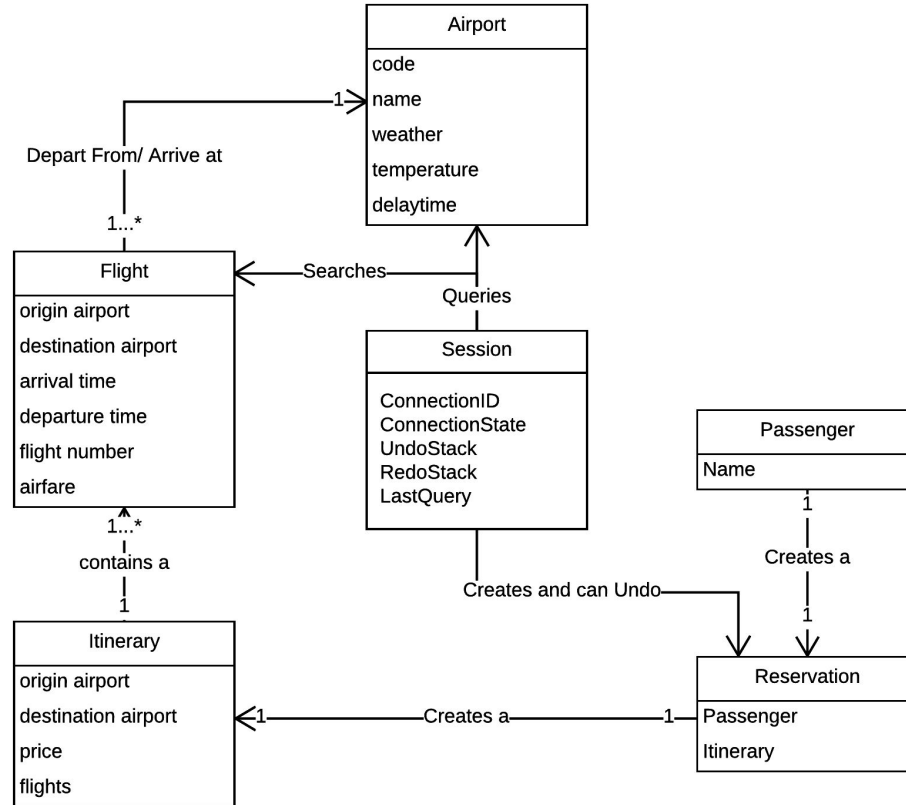 Airport
code
name
weather
temperature
delaytime
1
Depart From/ Arrive at
1...*
Flight
origin airport
destination airport
arrival time
departure time
flight number
airfare
Searches
Queries
Session
ConnectionID
ConnectionState
UndoStack
RedoStack
LastQuery
Passenger
Name
1
Creates a
1
1...*
contains a
1
Creates and can Undo
Itinerary
origin airport
destination airport
price
flights
1
Creates a
1
Reservation
Passenger
Itinerary